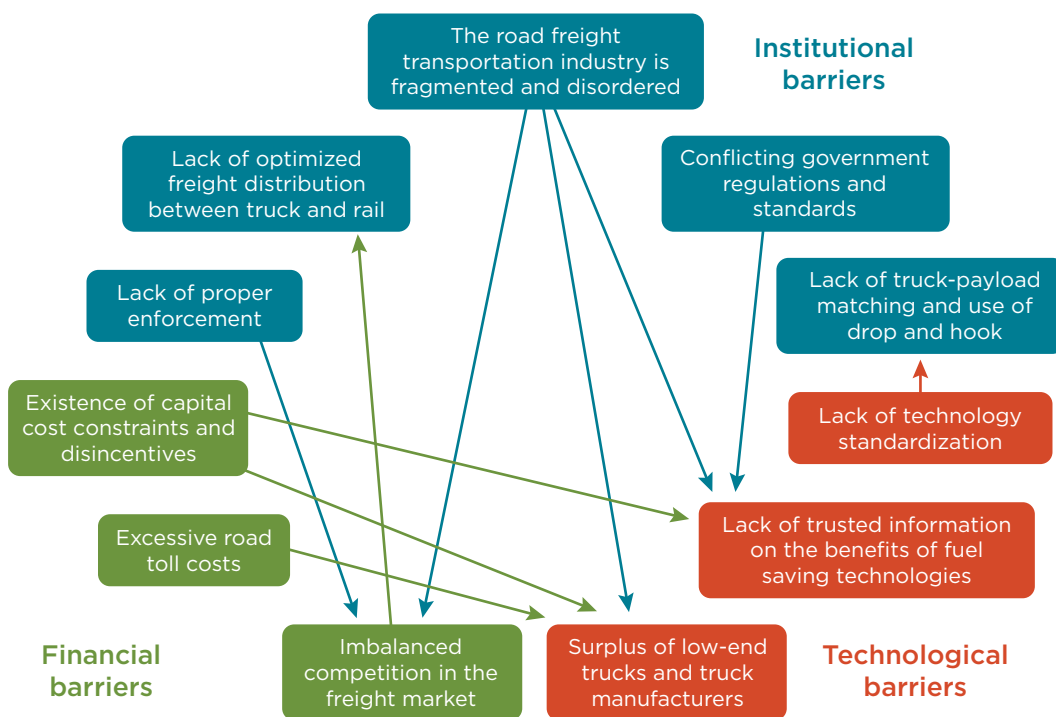 The road freight
transportation industry is
fragmented and disordered
Institutional
barriers
Lack of optimized
freight distribution
between truck and rail
Conflicting government
regulations and
standards
Lack of proper
enforcement
Lack of truck-payload
matching and use of
drop and hook
Existence of capital
cost constraints and
disincentives
Lack of technology
standardization
Excessive road
toll costs
Lack of trusted information
on the benefits of fuel
saving technologies
Financial
barriers
Imbalanced
competition in the
freight market
Surplus of low-end
trucks and truck
manufacturers
Technological
barriers